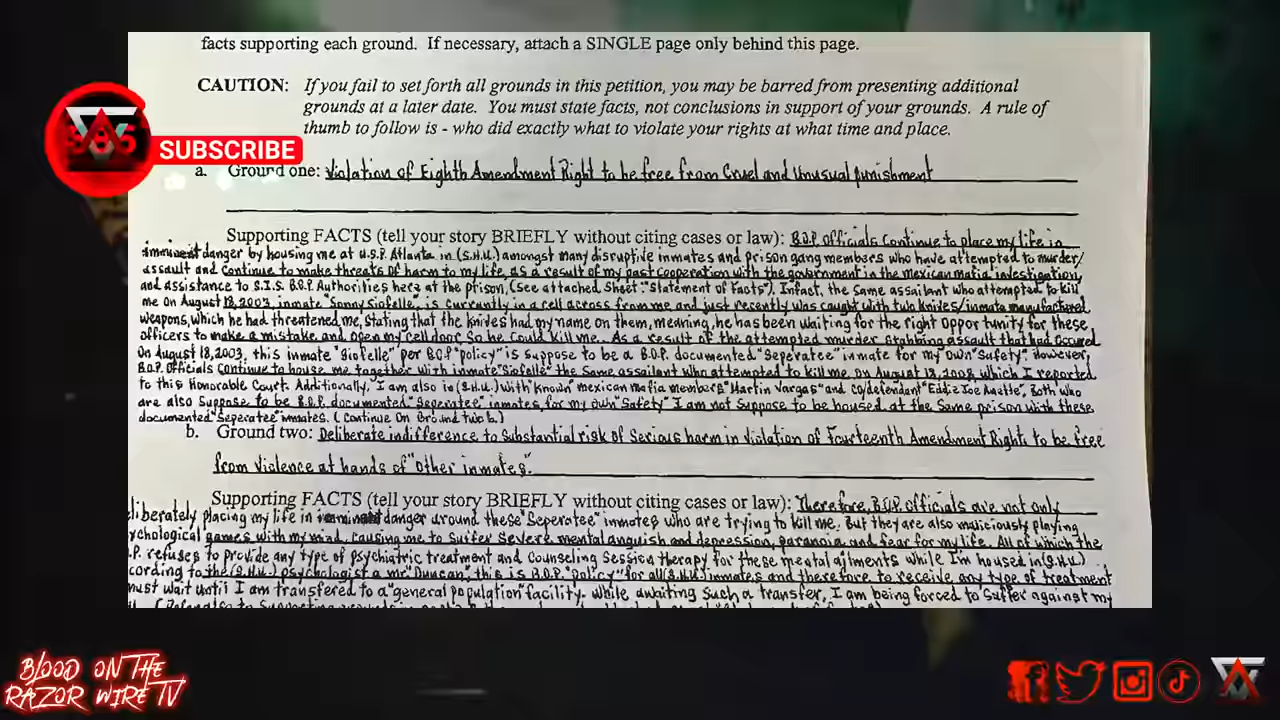 facts supporting each ground. If necessary, attach a SINGLE page only behind this page.
CAUTION: If you fail to set forth all grounds in this petition, you may be barred from presenting additional
grounds at a later date. You must state facts, not conclusions in support of your grounds. A rule of
thumb to follow is - who did exactly what to violate your rights at what time and place.
SUBSCRIBE
a. Ground one: Violation of Eighth Amendment Right to be free from Cruel and Unusual punishment
Supporting FACTS (tell your story BRIEFLY without citing cases or law): B.O.P. Officials Continue to place my life in
imminent danger by housing me at U.S.P. Atlanta in (S.H.U.) amongst many disruptive inmates and prison gang members who have attempted to murder/
assault and Continue to make threats of harm to my life, as a result of my past cooperation with the government in the mexican mafia investigation,
and assistance to S.I.S. B.O.P. Authorities here at the prison, (see attached Sheet: "Statement of Facts"). Infact, the same assailant who attempted to kill
me on August 18, 2003, inmate "Sonny Siofelle", is currently in a cell across from me and just recently was caught with two knives/inmate manufactured
weapons, which he had threatened me, stating that the knives had my name on them, meaning, he has been waiting for the right opportunity for these
officers to make a mistake and open my cell door so he could kill me. As a result of the attempted murder stabbing assault that had occured
on August 18, 2003, this inmate "Siofelle" per B.O.P. "policy" is suppose to be a B.O.P. documented "Seperatee" inmate for my own "Safety". However,
B.O.P. Officials Continue to house me together with inmate "Siofelle" the Same assailant who attempted to kill me, on August 18, 2003, which I reported
to this Honorable Court. Additionally, I am also in (S.H.U.) with known mexican mafia members "Martin Vargas" and Co/defendant "Eddie Joe", Both who
are also Suppose to be B.O.P. documented "Seperatee" inmates, for my own "Safety" I am not Suppose to be housed at the Same prison with these
documented "Seperatee" inmates. (Continue On Ground two b.)
b. Ground two: Deliberate indifference to Substantial risk of Serious harm in Violation of Fourteenth Amendment Right, to be free
from violence at hands of "other inmates".
Supporting FACTS (tell your story BRIEFLY without citing cases or law): Therefore, B.O.P. officials are not only
liberately placing my life in imminent danger around these "Seperatee" inmates who are trying to kill me, But they are also maliciously playing
ychological games with my mind, causing me to Suffer Severe mental anguish and depression, paranoia and fear for my life. All of which the
.P. refuses to provide any type of psychiatric treatment and Counseling Session therapy for these mental ailments while I'm housed in (S.H.U.)
cording to the (S.H.U.) psychologist a mr. "Duncan", this is B.O.P. "policy" for all (S.H.U.) inmates and therefore to receive any type of treatment
must wait until I am transferred to a "general population" facility. While awaiting Such a transfer, I am being forced to Suffer against my
BLOOD ON THE
RAZOR WIRE TV